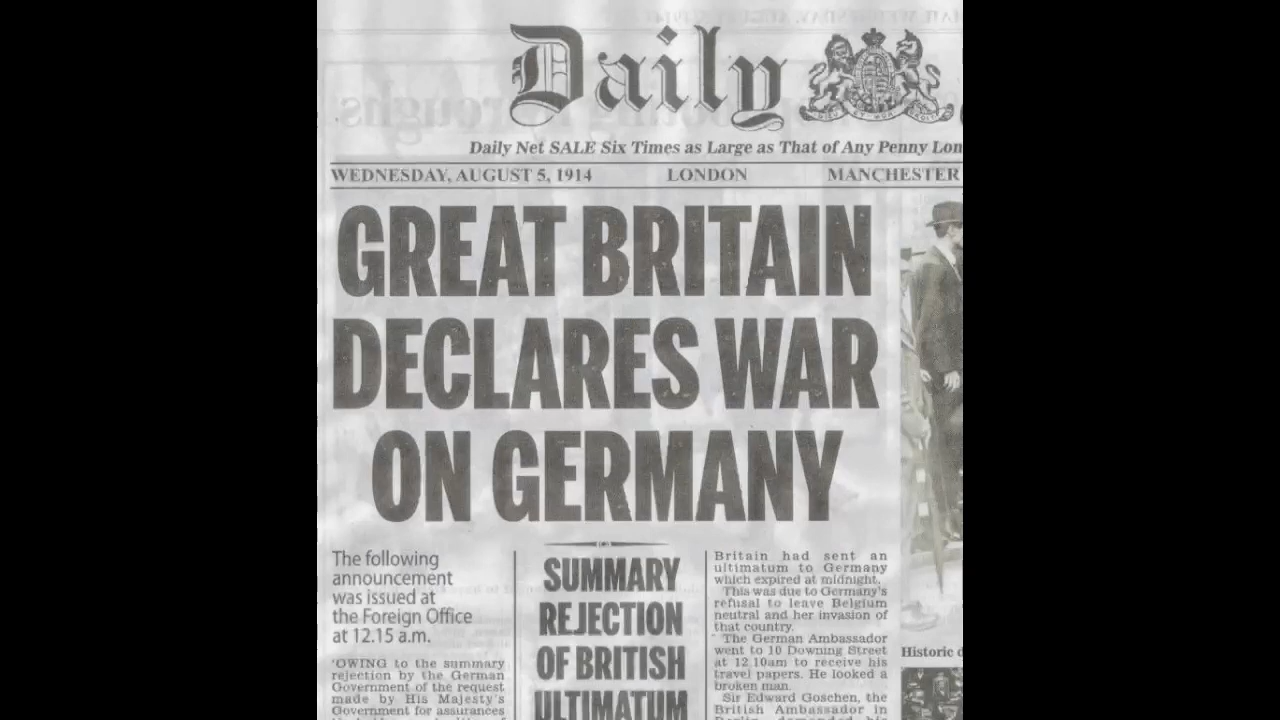 Daily
Daily Net SALE Six Times as Large as That of Any Penny Lon
WEDNESDAY, AUGUST 5, 1914 LONDON MANCHESTER
GREAT BRITAIN
DECLARES WAR
ON GERMANY
The following
announcement
was issued at
the Foreign Office
at 12.15 a.m.
'OWING to the summary
rejection by the German
Government of the request
made by His Majesty's
Government for assurances
SUMMARY
REJECTION
OF BRITISH
ULTIMATUM
Britain had sent an
ultimatum to Germany
which expired at midnight.
This was due to Germany's
refusal to leave Belgium
neutral and her invasion of
that country.
The German Ambassador
went to 10 Downing Street
at 12.10am to receive his
travel papers. He looked a
broken man.
Sir Edward Goschen, the
British Ambassador in
Historic d